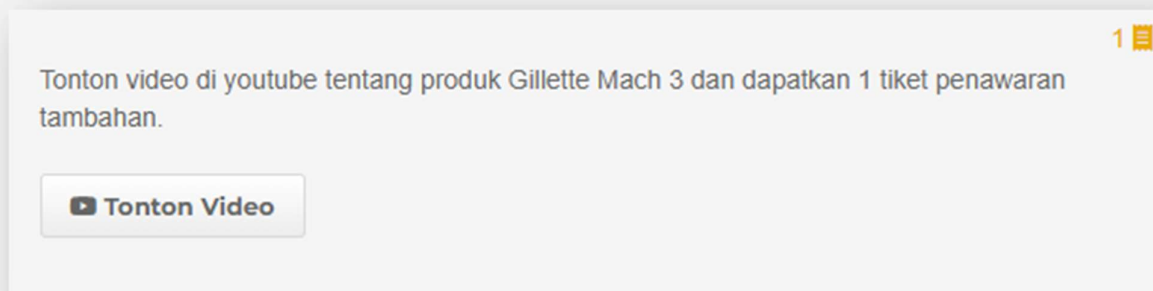 1
Tonton video di youtube tentang produk Gillette Mach 3 dan dapatkan 1 tiket penawaran
tambahan.
Tonton Video